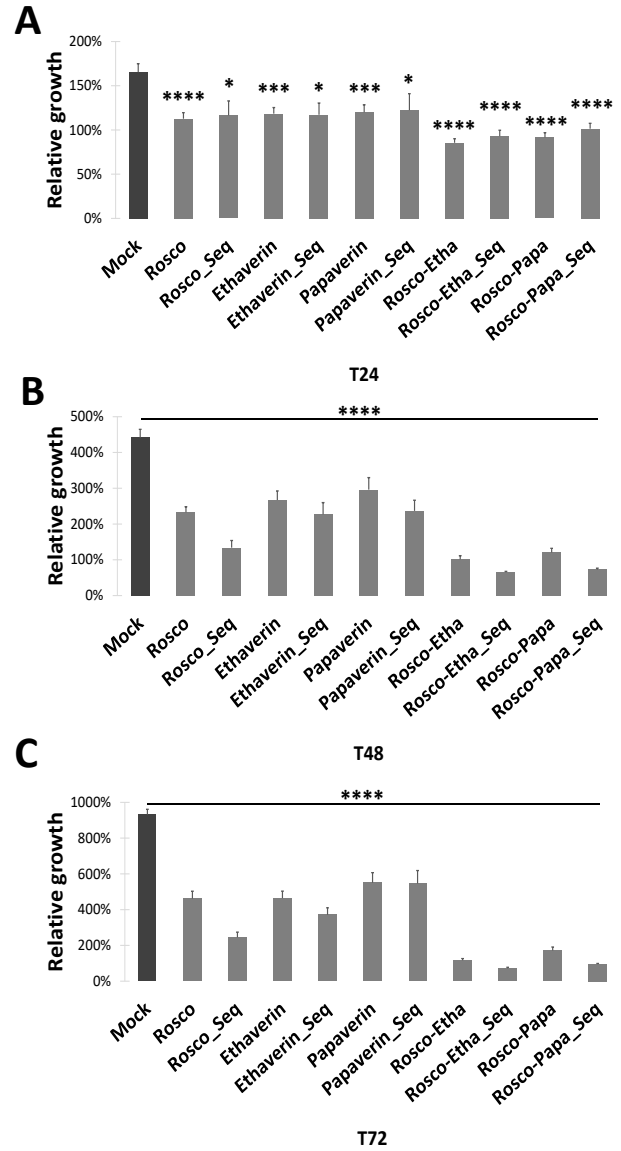 A
Relative growth
200%
150%
100%
50%
0%
**** * *** * *** * **** **** **** ****
Mock
Rosco
Rosco_Seq
Ethaverin
Ethaverin_Seq
Papaverin
Papaverin_Seq
Rosco-Etha
Rosco-Etha_Seq
Rosco-Papa
Rosco-Papa_Seq
T24
B
Relative growth
500%
400%
300%
200%
100%
0%
****
Mock
Rosco
Rosco_Seq
Ethaverin
Ethaverin_Seq
Papaverin
Papaverin_Seq
Rosco-Etha
Rosco-Etha_Seq
Rosco-Papa
Rosco-Papa_Seq
T48
C
Relative growth
1000%
800%
600%
400%
200%
0%
****
Mock
Rosco
Rosco_Seq
Ethaverin
Ethaverin_Seq
Papaverin
Papaverin_Seq
Rosco-Etha
Rosco-Etha_Seq
Rosco-Papa
Rosco-Papa_Seq
T72